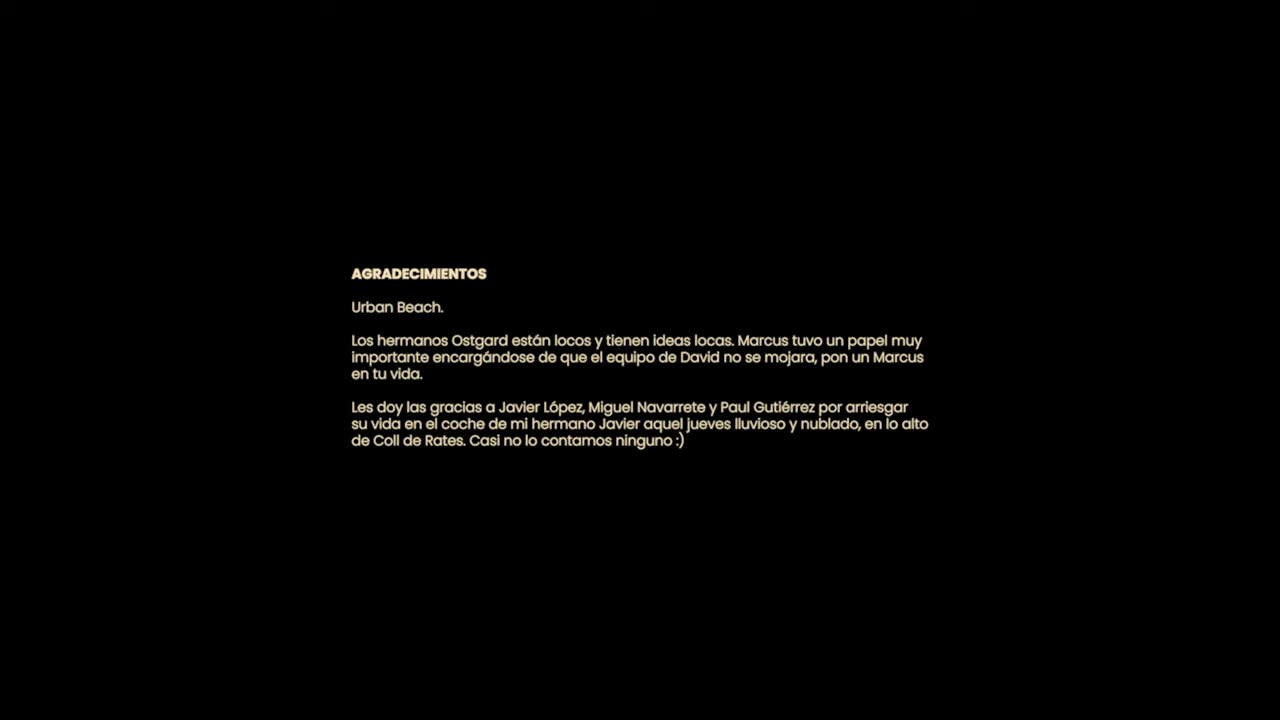 AGRADECIMIENTOS
Urban Beach.
Los hermanos Ostgard están locos y tienen ideas locas. Marcus tuvo un papel muy
importante encargándose de que el equipo de David no se mojara, pon un Marcus
en tu vida.
Les doy las gracias a Javier López, Miguel Navarrete y Paul Gutiérrez por arriesgar
su vida en el coche de mi hermano Javier aquel jueves lluvioso y nublado, en lo alto
de Coll de Rates. Casi no lo contamos ninguno :)